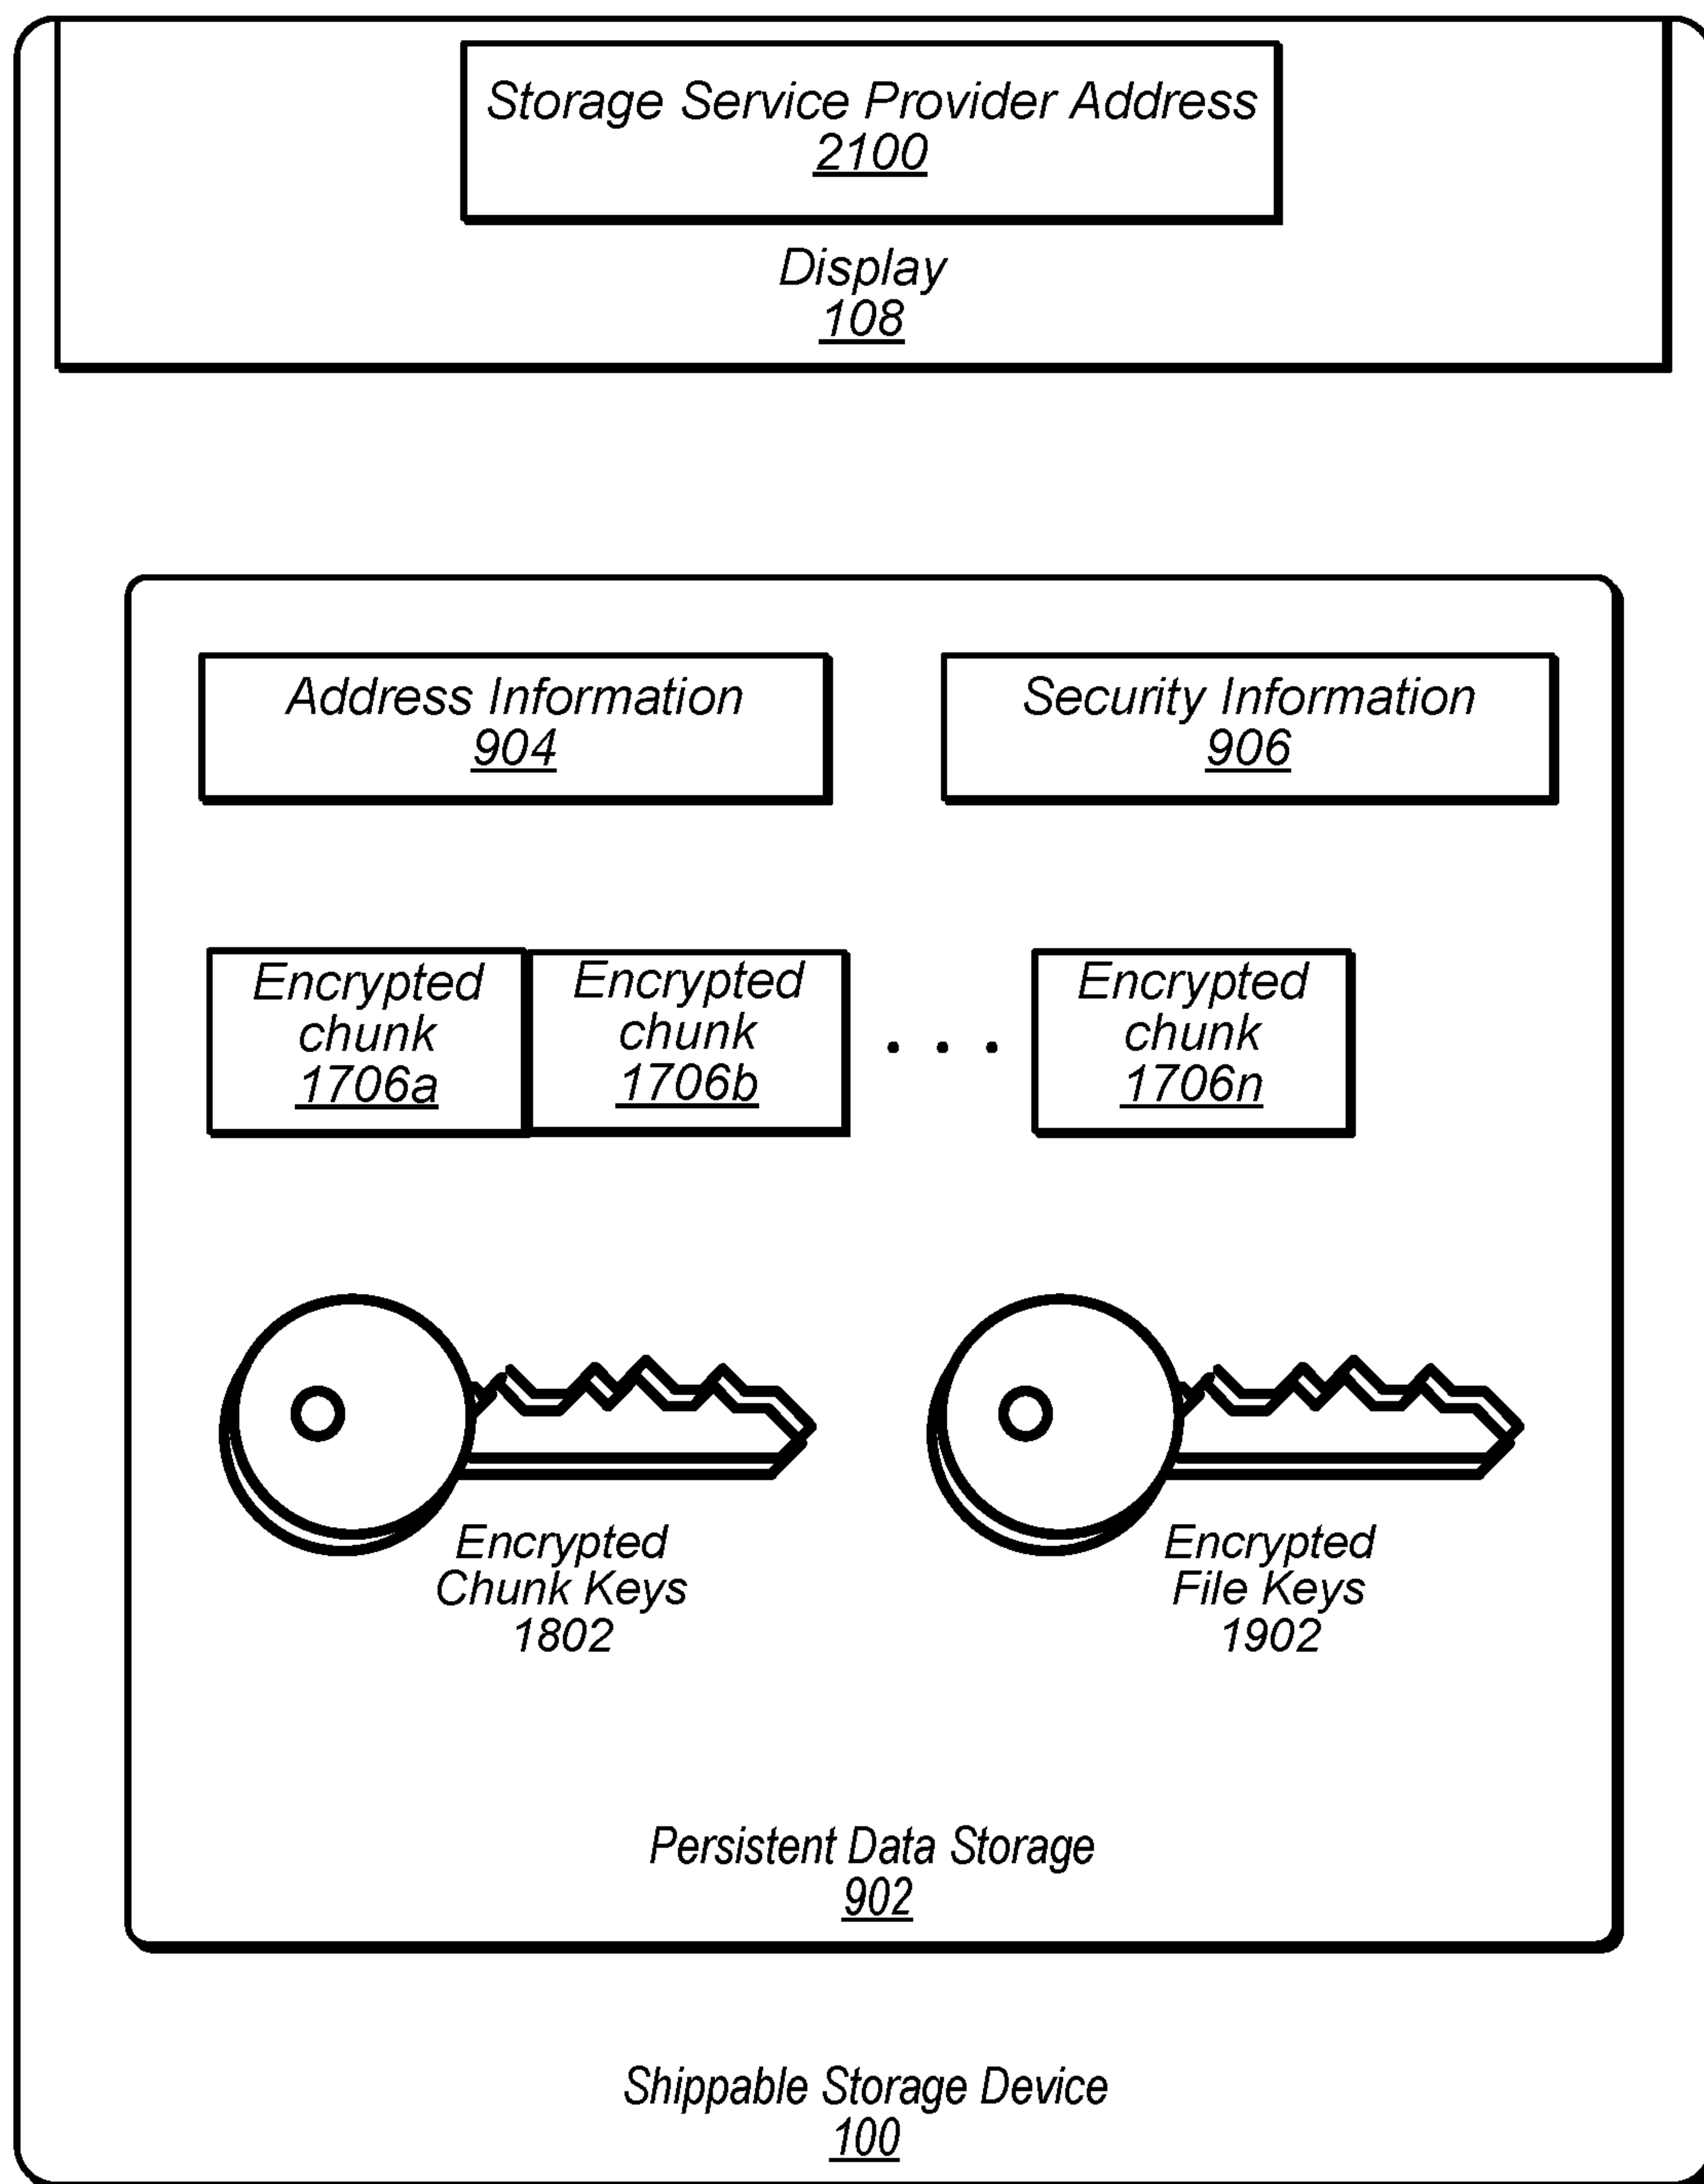 Storage Service Provider Address
2100
Display
108
Address Information
904
Security Information
906
Encrypted
chunk
1706a
Encrypted
chunk
1706b
. . .
Encrypted
chunk
1706n
Encrypted
Chunk Keys
1802
Encrypted
File Keys
1902
Persistent Data Storage
902
Shippable Storage Device
100